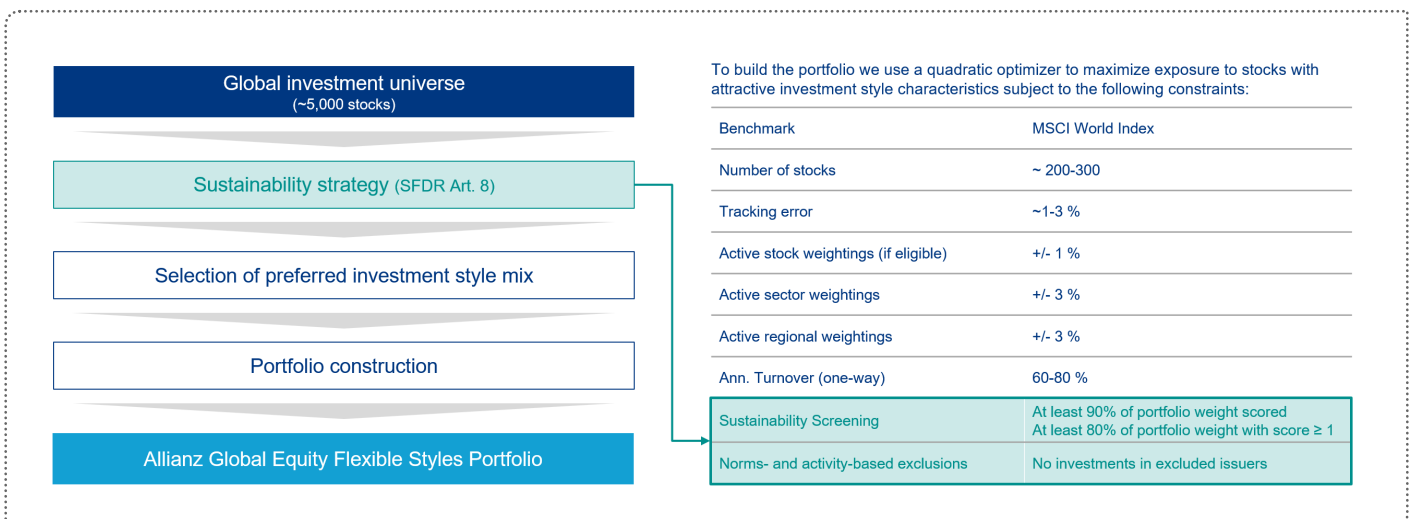 Global investment universe
(~5,000 stocks)
Sustainability strategy (SFDR Art. 8)
Selection of preferred investment style mix
Portfolio construction
Allianz Global Equity Flexible Styles Portfolio
To build the portfolio we use a quadratic optimizer to maximize exposure to stocks with
attractive investment style characteristics subject to the following constraints:
Benchmark MSCI World Index
Number of stocks ~ 200-300
Tracking error ~1-3 %
Active stock weightings (if eligible) +/- 1 %
Active sector weightings +/- 3 %
Active regional weightings +/- 3 %
Ann. Turnover (one-way) 60-80 %
Sustainability Screening At least 90% of portfolio weight scored
At least 80% of portfolio weight with score ≥ 1
Norms- and activity-based exclusions No investments in excluded issuers